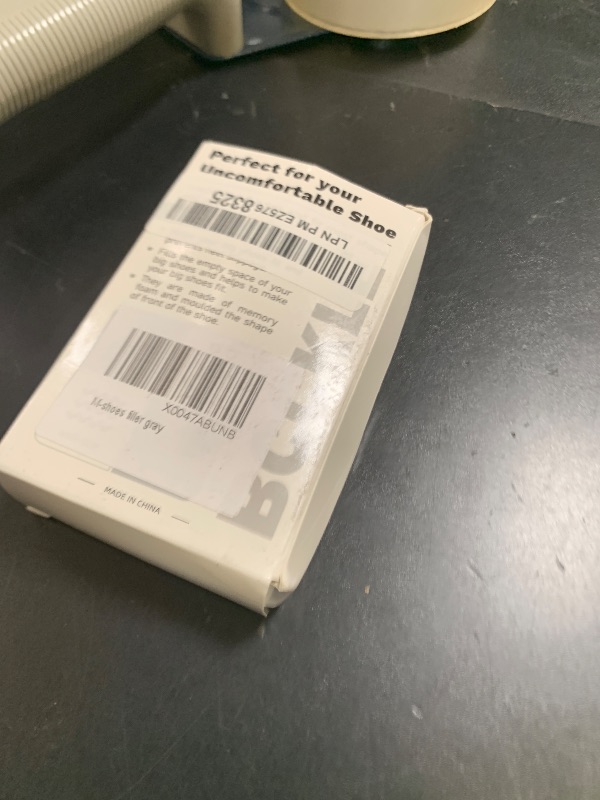 Perfect for your
Uncomfortable Shoe
LPN PM EZ576 8325
• Fills the empty space of your
big shoes and helps to make
your big shoes fit.
• They are made of memory
foam and moulded the shape
of front of the shoe.
X0047ABUNB
shoes filler gray
MADE IN CHINA